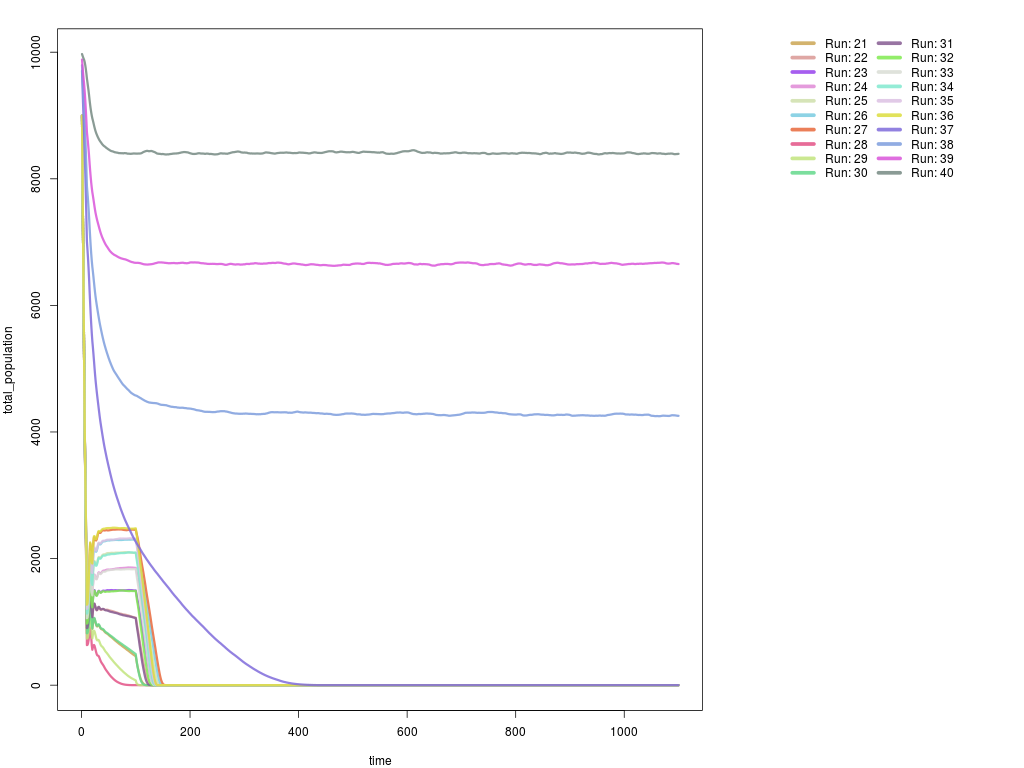 total_population
10000
8000
6000
4000
2000
0
0 200 400 600 800 1000
time
Run: 21
Run: 22
Run: 23
Run: 24
Run: 25
Run: 26
Run: 27
Run: 28
Run: 29
Run: 30
Run: 31
Run: 32
Run: 33
Run: 34
Run: 35
Run: 36
Run: 37
Run: 38
Run: 39
Run: 40